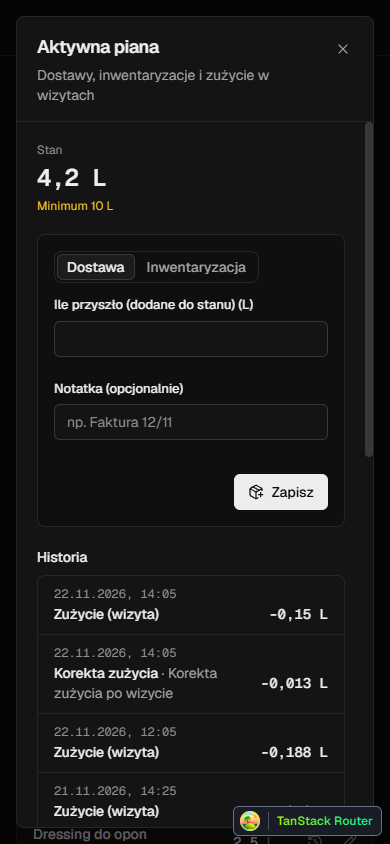 Aktywna piana
Dostawy, inwentaryzacje i zużycie w
wizytach
Stan
4,2 L
Minimum 10 L
Dostawa
Inwentaryzacja
Ile przyszło (dodane do stanu) (L)
Notatka (opcjonalnie)
np. Faktura 12/11
Zapisz
Historia
22.11.2026, 14:05
Zużycie (wizyta)
-0,15 L
22.11.2026, 14:05
Korekta zużycia · Korekta
zużycia po wizycie
-0,013 L
22.11.2026, 12:05
Zużycie (wizyta)
-0,188 L
21.11.2026, 14:25
Zużycie (wizyta)
TanStack Router
Dressing do opon